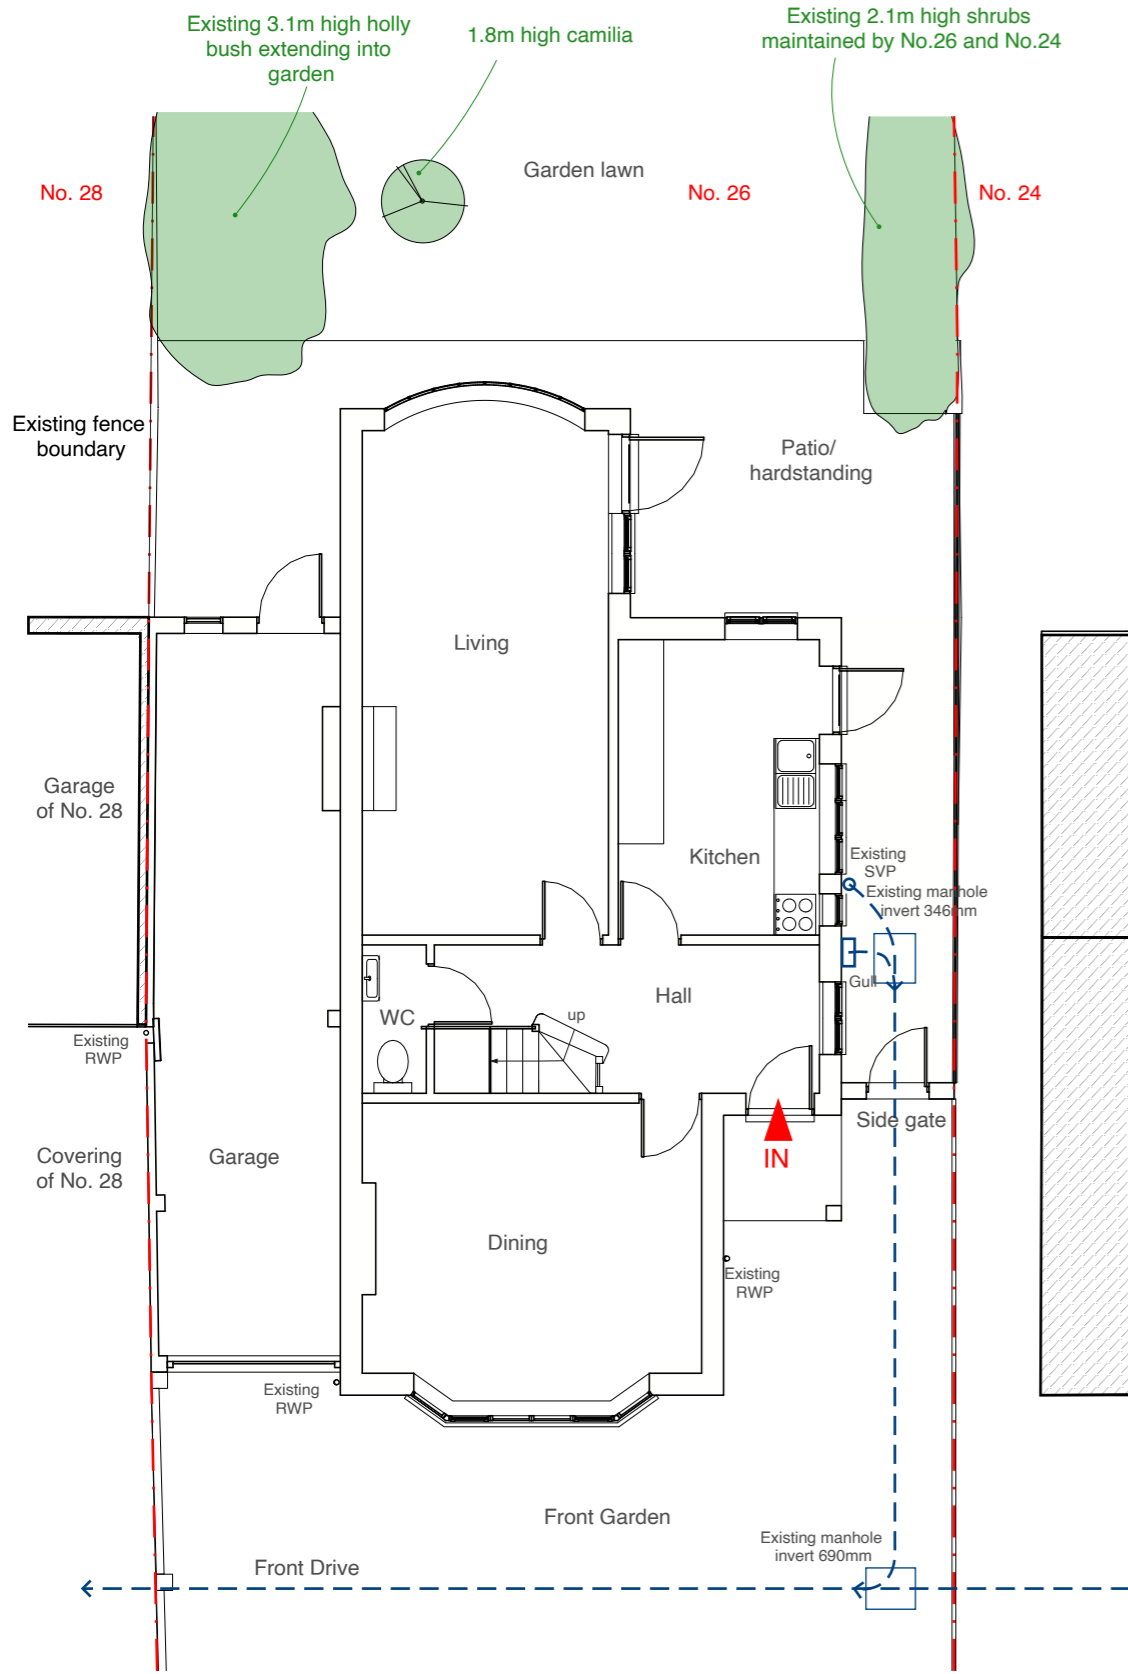 Existing 3.1m high holly
bush extending into
garden
1.8m high camilia
Existing 2.1m high shrubs
maintained by No.26 and No.24
Garden lawn
No. 28
No. 26
No. 24
Existing fence
boundary
Patio/
hardstanding
Living
Garage
of No. 28
Kitchen
Existing
SVP
Existing manhole
invert 346mm
Gull
Hall
WC
up
Existing
RWP
Side gate
IN
Covering
of No. 28
Garage
Dining
Existing
RWP
Existing
RWP
Front Garden
Existing manhole
invert 690mm
Front Drive